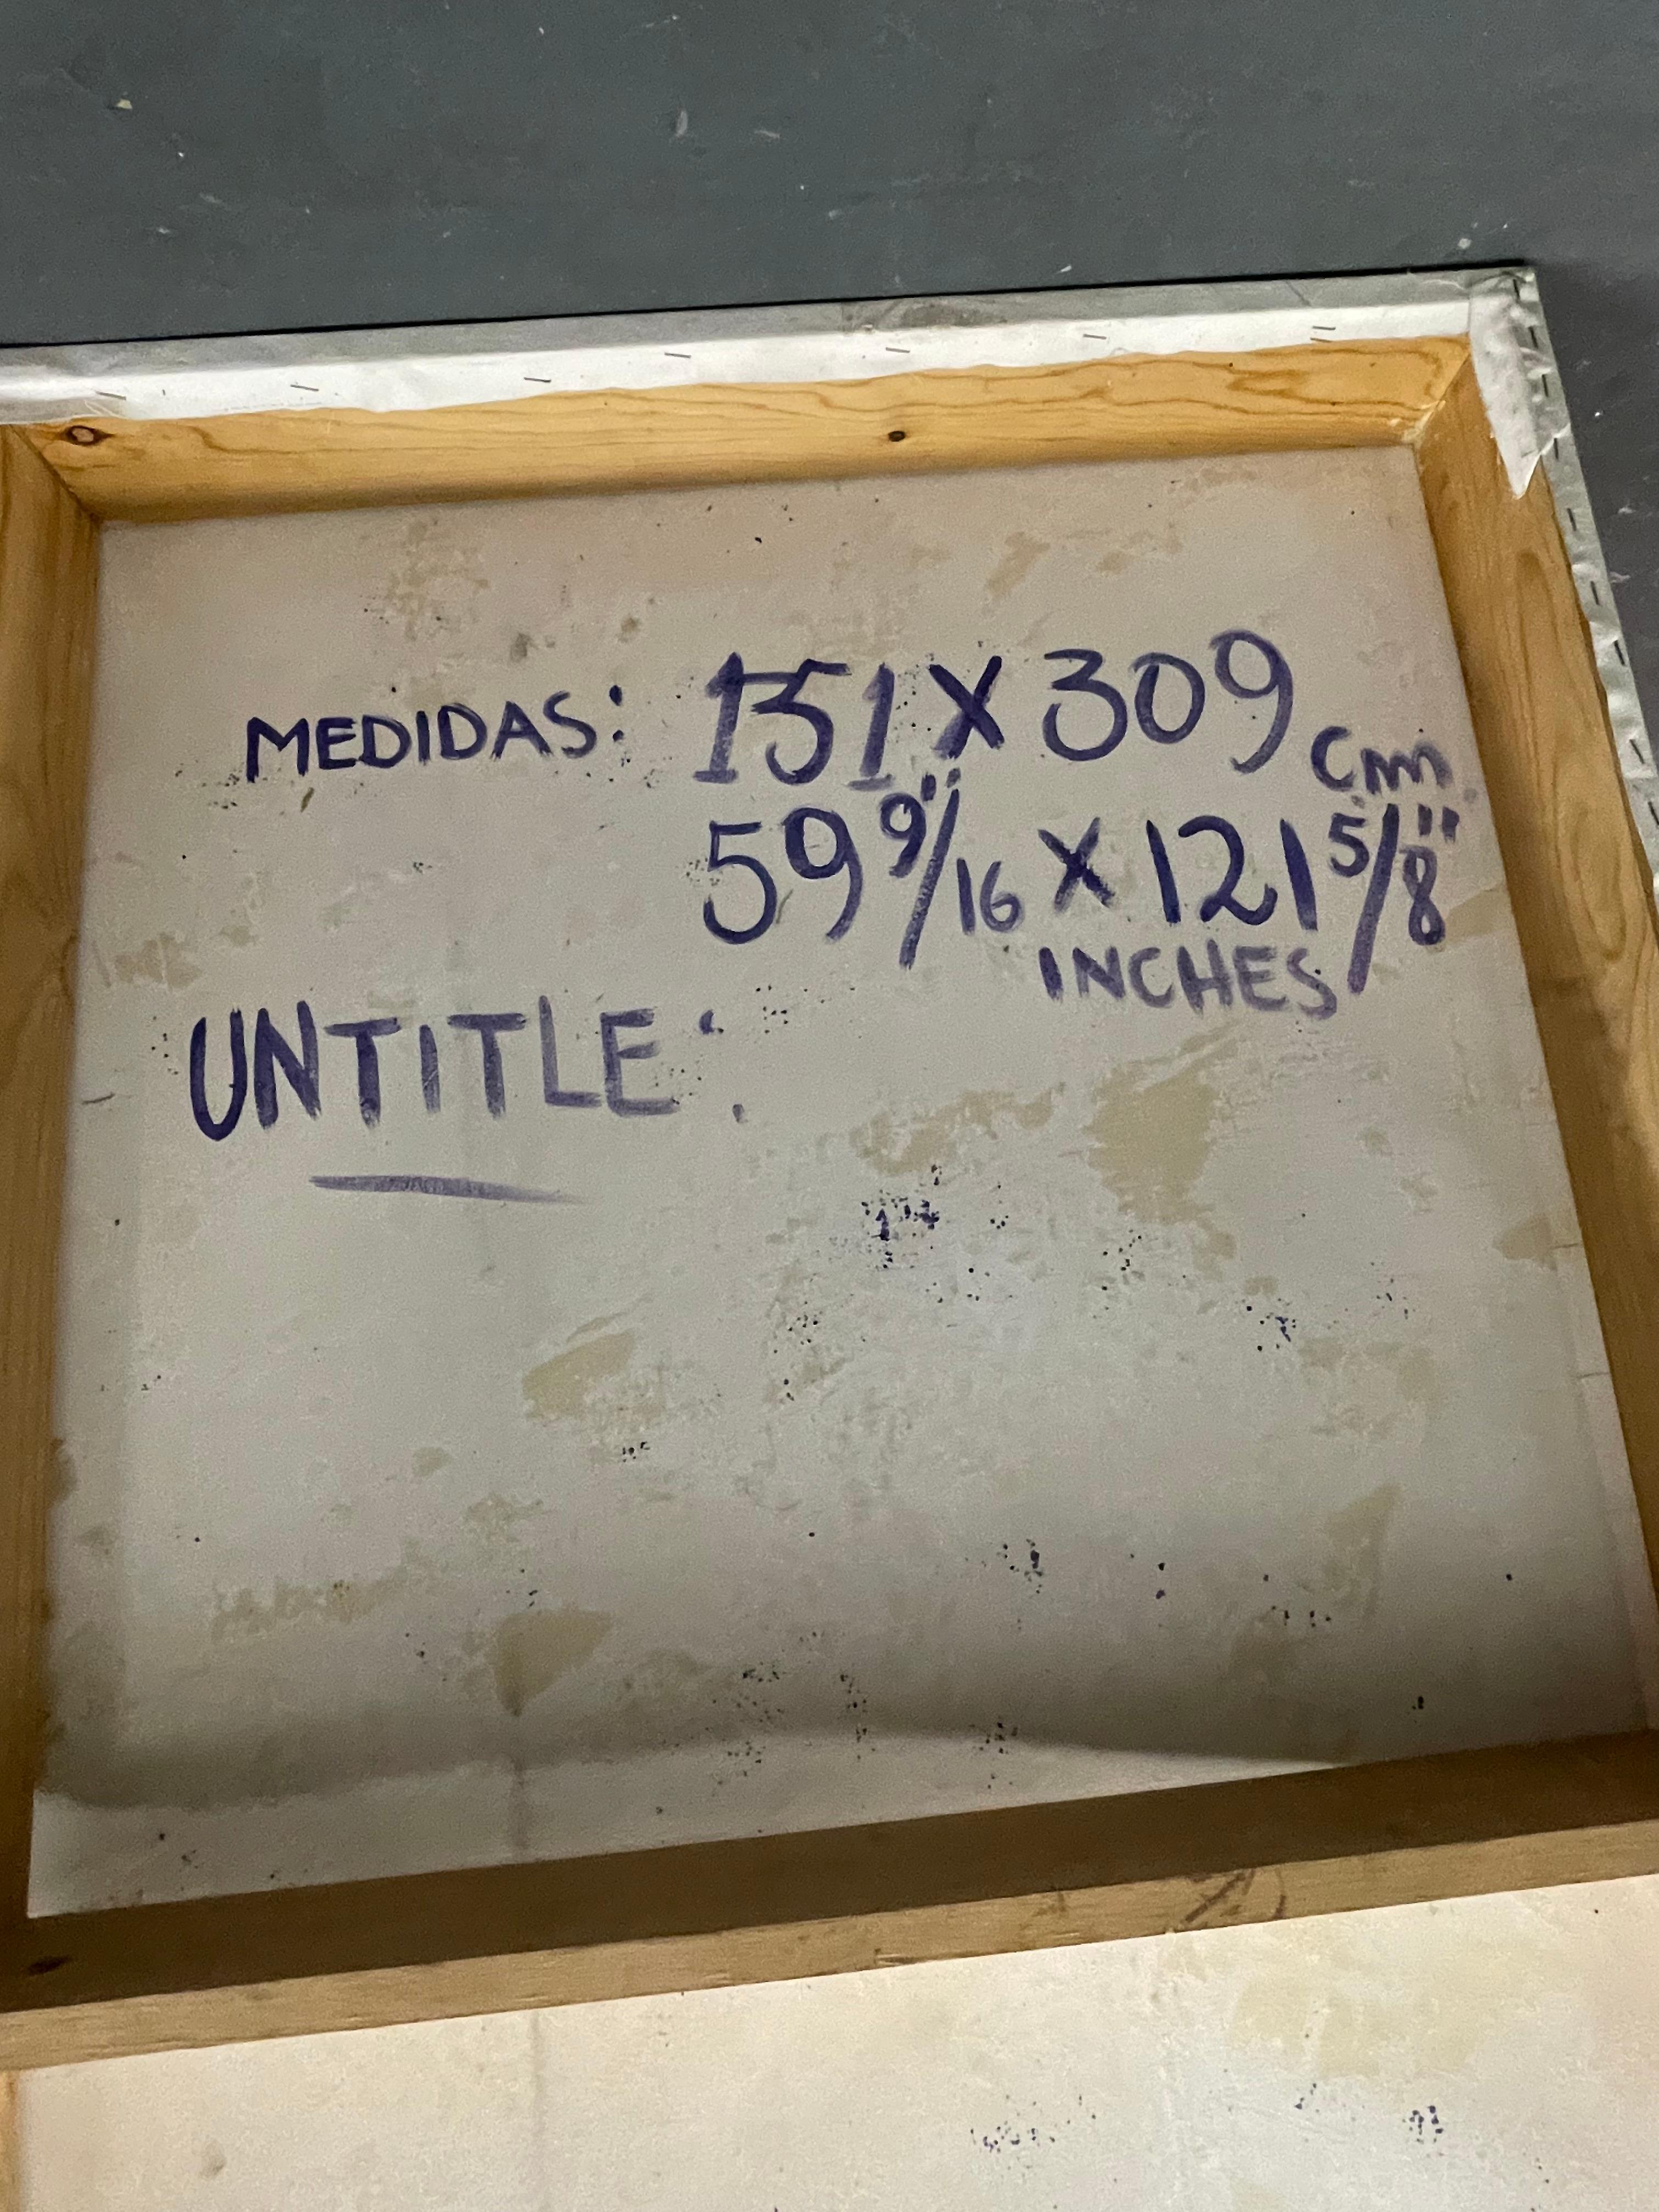 MEDIDAS: 151 X 309 cm
59 9"/16 X 121 5/8"
INCHES
UNTITLE: